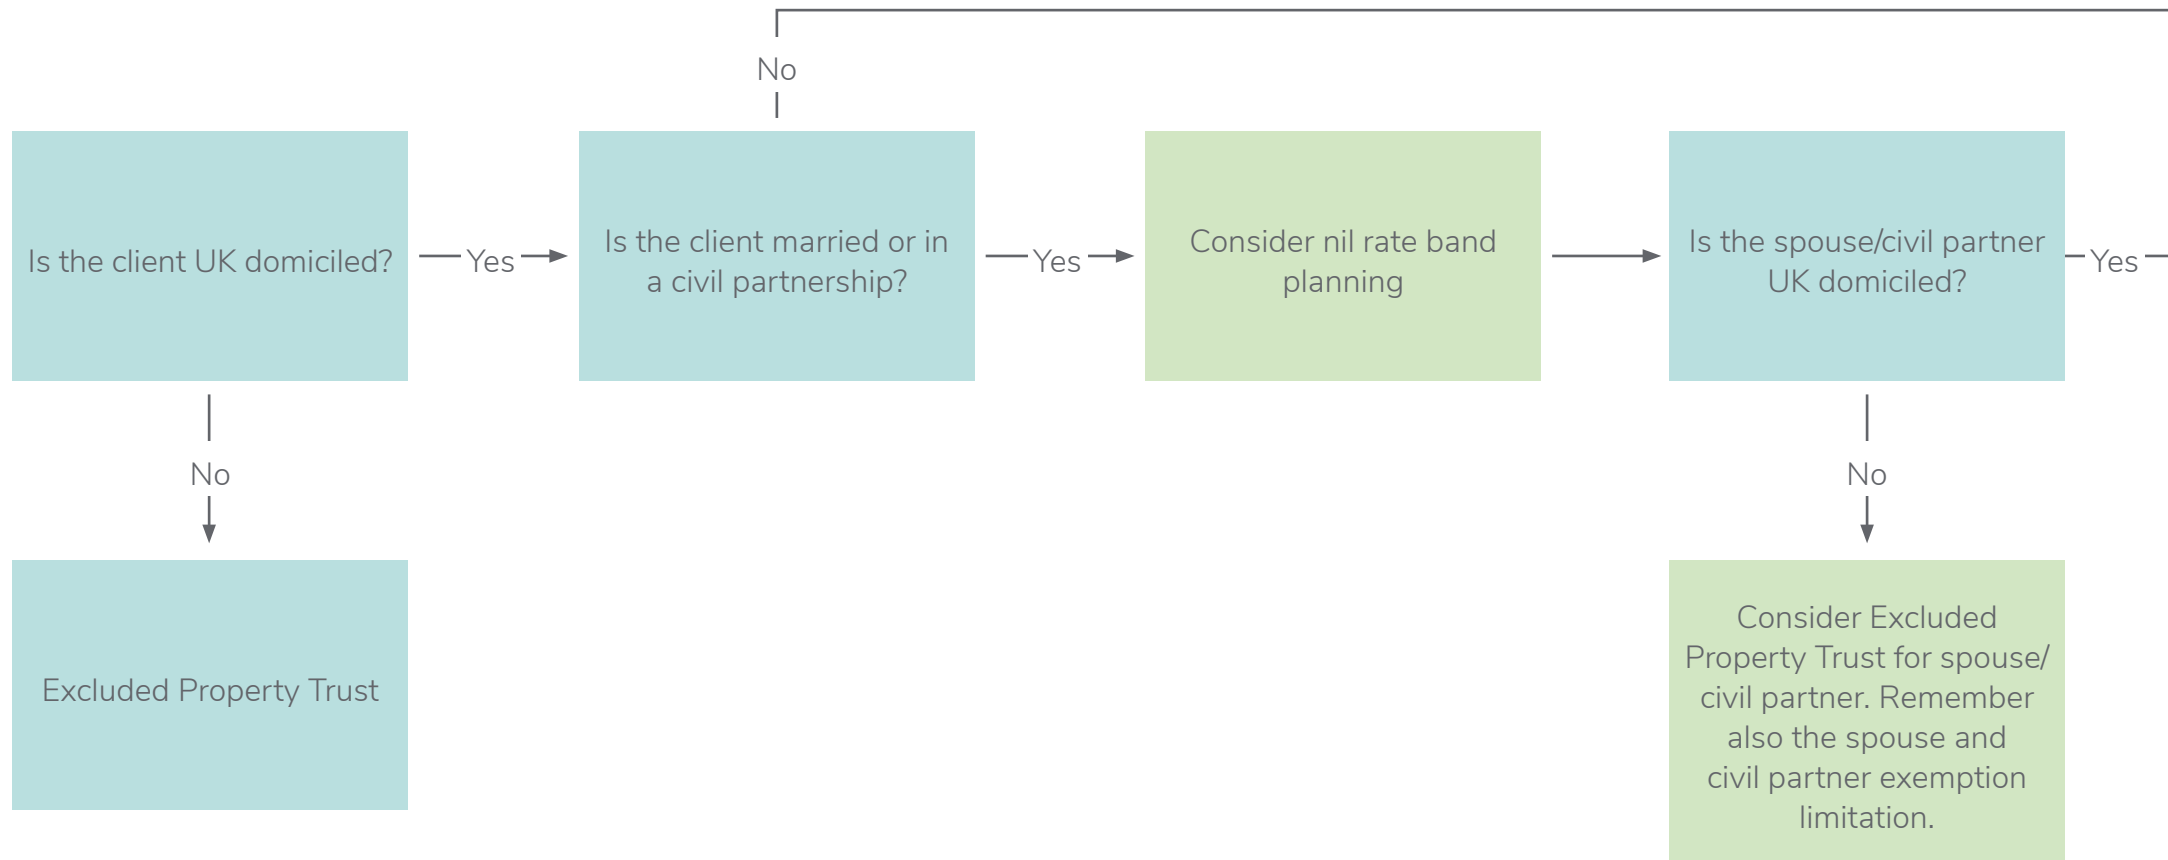 No
Is the client UK domiciled?
Yes
Is the client married or in
a civil partnership?
Yes
Consider nil rate band
planning
Is the spouse/civil partner
UK domiciled?
Yes
No
No
Excluded Property Trust
Consider Excluded
Property Trust for spouse/
civil partner. Remember
also the spouse and
civil partner exemption
limitation.